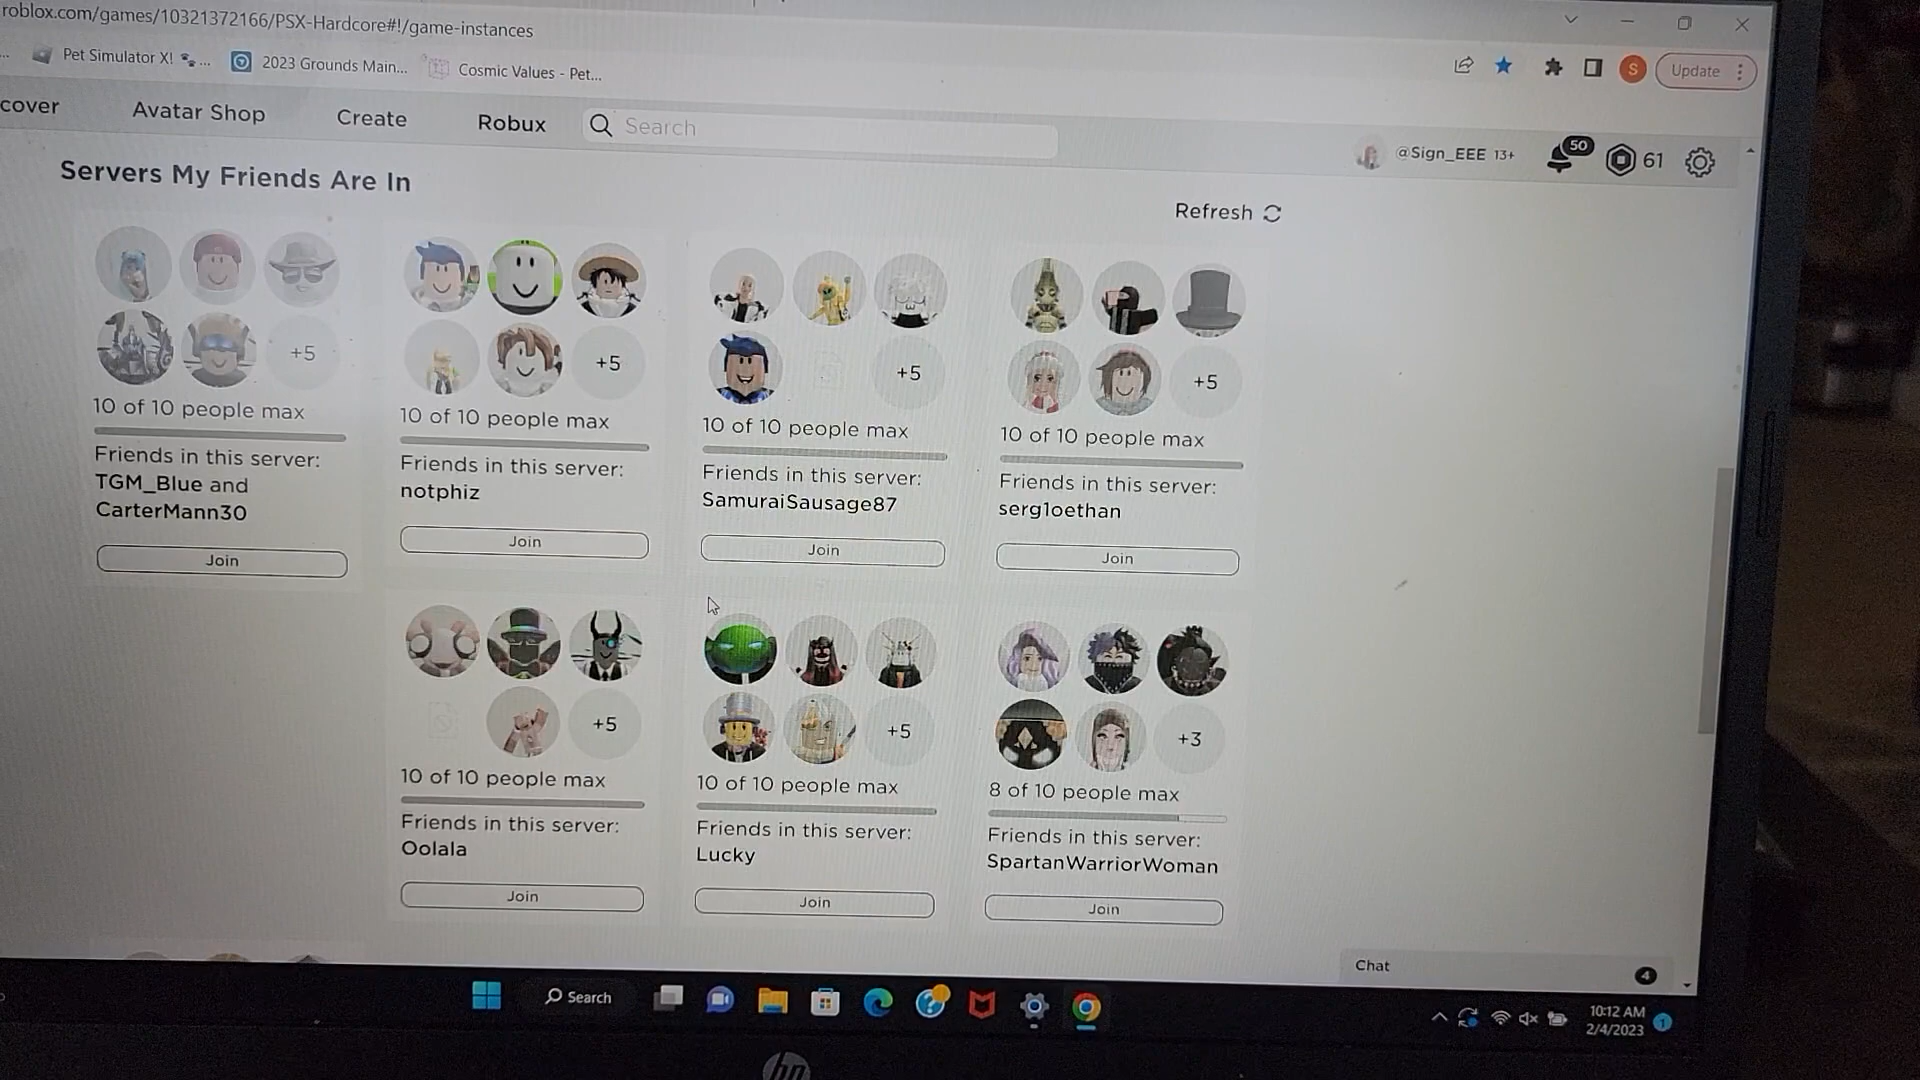 roblox.com/games/10321372166/PSX-Hardcore#!/game-instances
... Pet Simulator X! 🐾... 2023 Grounds Main... Cosmic Values - Pet...
S Update
cover Avatar Shop Create Robux Search
@Sign_EEE 13+ 50 61
Servers My Friends Are In
Refresh
+5 +5 +5 +5
10 of 10 people max
Friends in this server:
TGM_Blue and
CarterMann30
Join
10 of 10 people max
Friends in this server:
notphiz
Join
10 of 10 people max
Friends in this server:
SamuraiSausage87
Join
10 of 10 people max
Friends in this server:
serg1oethan
Join
+5 +5 +3
10 of 10 people max
Friends in this server:
Oolala
Join
10 of 10 people max
Friends in this server:
Lucky
Join
8 of 10 people max
Friends in this server:
SpartanWarriorWoman
Join
Chat 4
Search
10:12 AM
2/4/2023 1
hp